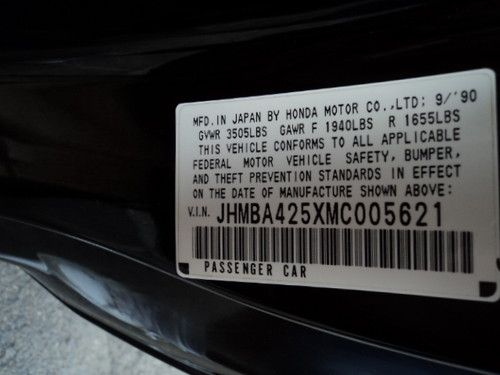 MFD.IN JAPAN BY HONDA MOTOR CO.,LTD: 9/'90
GVWR 3505LBS GAWR F 1940LBS R 1655LBS
THIS VEHICLE CONFORMS TO ALL APPLICABLE
FEDERAL MOTOR VEHICLE SAFETY, BUMPER,
AND THEFT PREVENTION STANDARDS IN EFFECT
ON THE DATE OF MANUFACTURE SHOWN ABOVE:
V.I.N. JHMBA425XMC005621
PASSENGER CAR